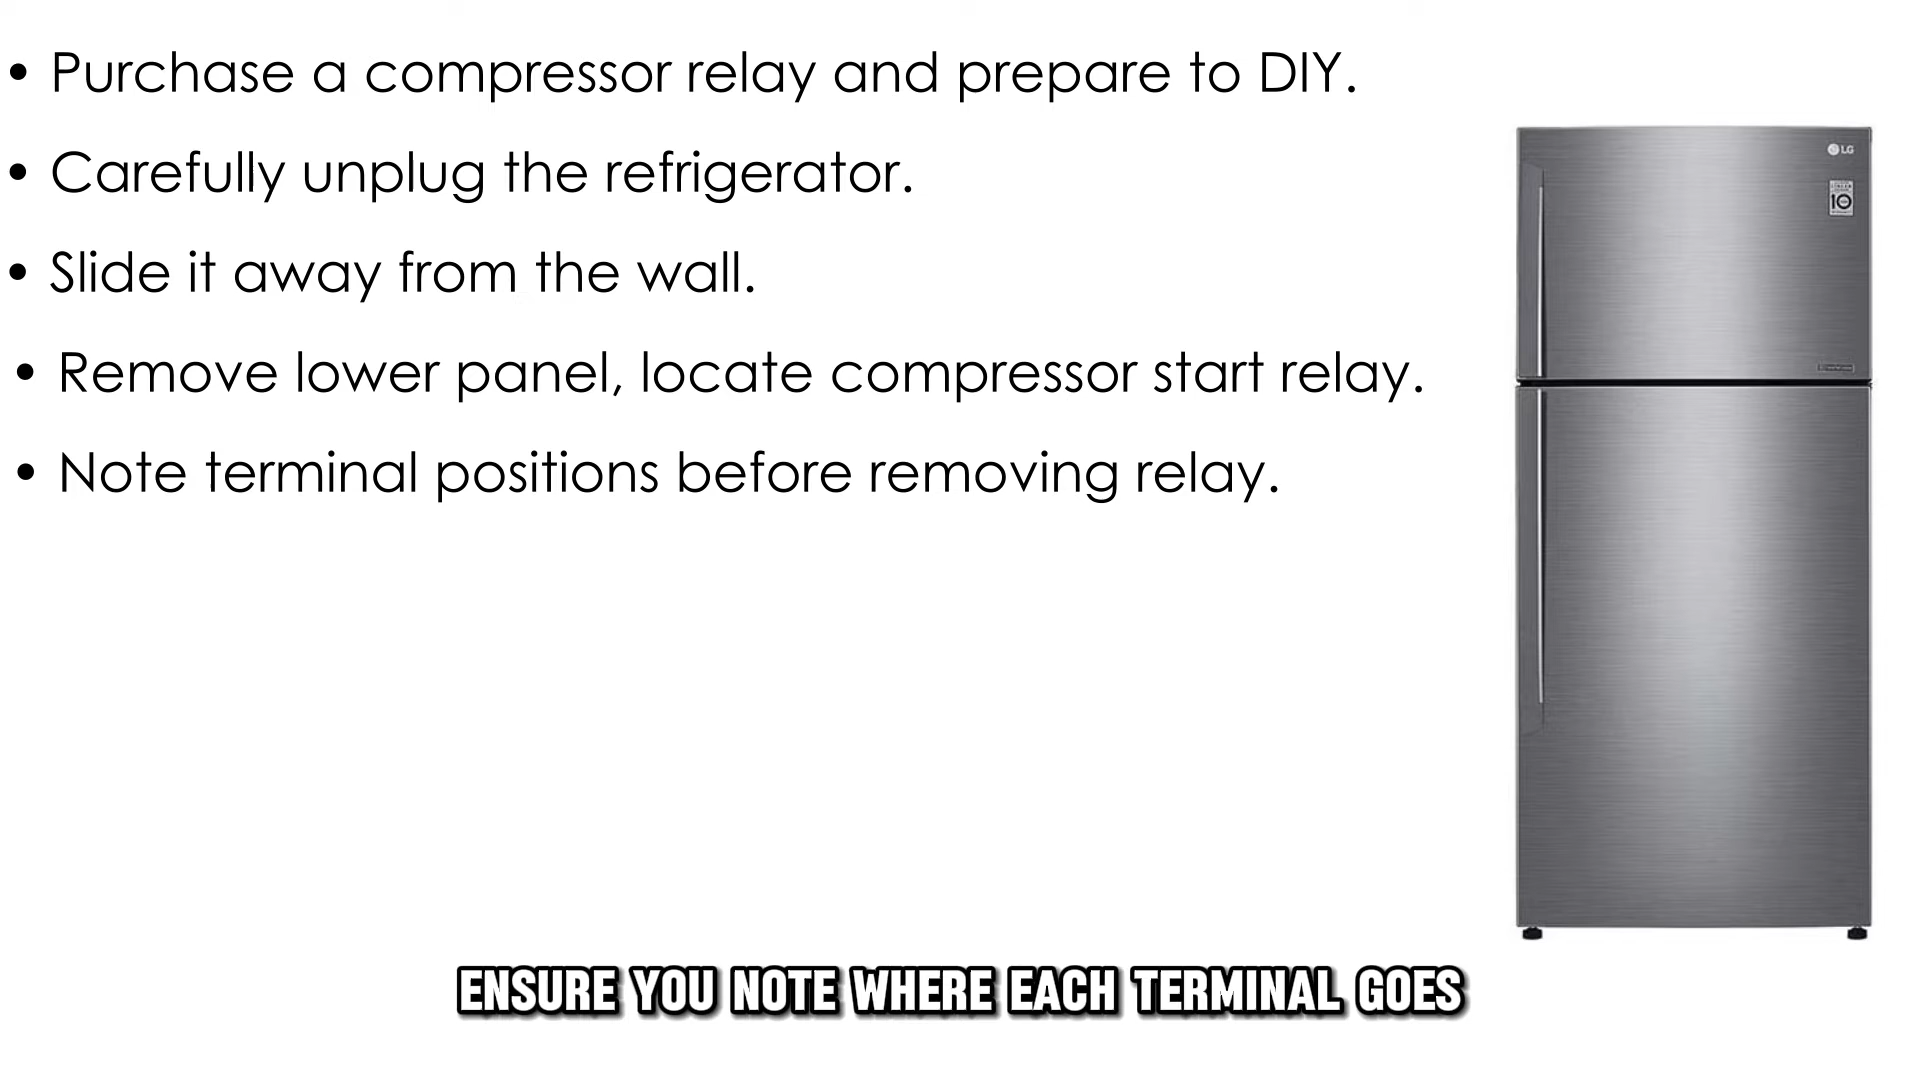 • Purchase a compressor relay and prepare to DIY.
• Carefully unplug the refrigerator.
• Slide it away from the wall.
• Remove lower panel, locate compressor start relay.
• Note terminal positions before removing relay.
LG
10
ENSURE YOU NOTE WHERE EACH TERMINAL GOES